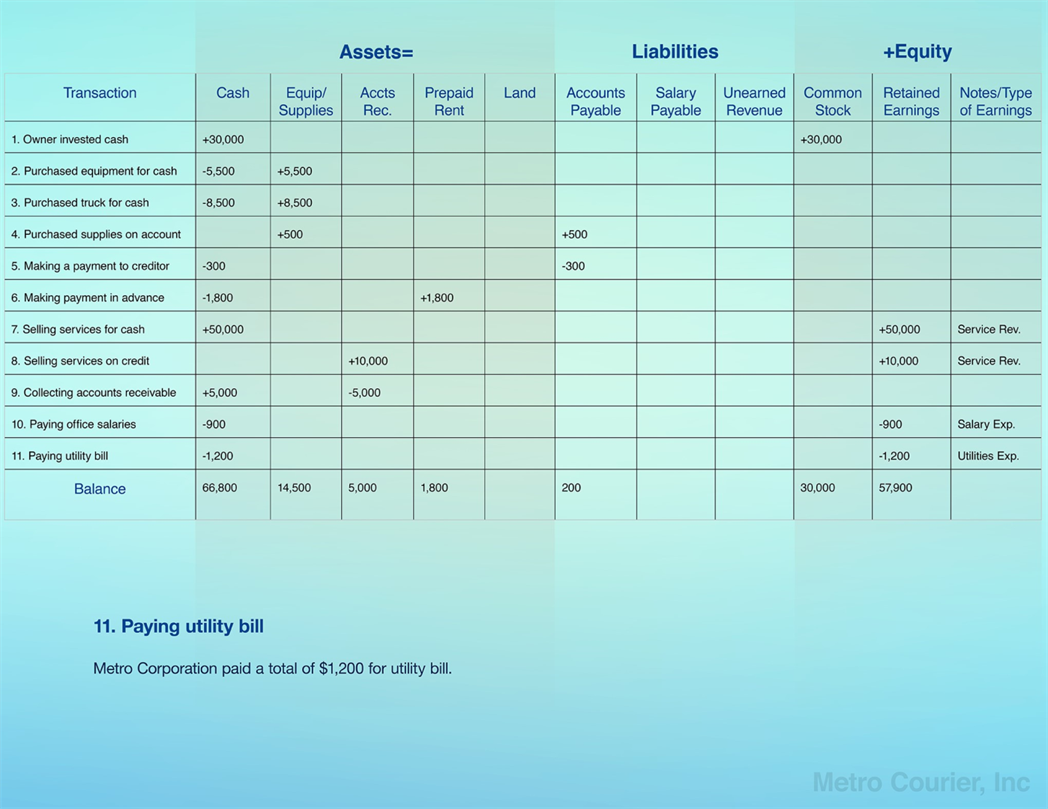 Assets= Liabilities +Equity
Transaction Cash Equip/ Supplies Accts Rec. Prepaid Rent Land Accounts Payable Salary Payable Unearned Revenue Common Stock Retained Earnings Notes/Type of Earnings
1. Owner invested cash +30,000 +30,000
2. Purchased equipment for cash -5,500 +5,500
3. Purchased truck for cash -8,500 +8,500
4. Purchased supplies on account +500 +500
5. Making a payment to creditor -300 -300
6. Making payment in advance -1,800 +1,800
7. Selling services for cash +50,000 +50,000 Service Rev.
8. Selling services on credit +10,000 +10,000 Service Rev.
9. Collecting accounts receivable +5,000 -5,000
10. Paying office salaries -900 -900 Salary Exp.
11. Paying utility bill -1,200 -1,200 Utilities Exp.
Balance 66,800 14,500 5,000 1,800 200 30,000 57,900
11. Paying utility bill
Metro Corporation paid a total of $1,200 for utility bill.
Metro Courier, Inc